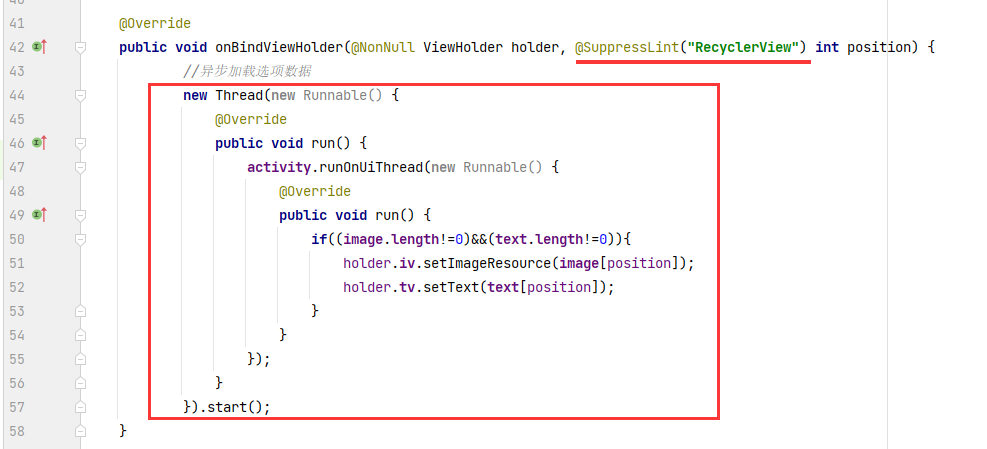 41 @Override
42 public void onBindViewHolder(@NonNull ViewHolder holder, @SuppressLint("RecyclerView") int position) {
43 //异步加载选项数据
44 new Thread(new Runnable() {
45 @Override
46 public void run() {
47 activity.runOnUiThread(new Runnable() {
48 @Override
49 public void run() {
50 if((image.length!=0)&&(text.length!=0)){
51 holder.iv.setImageResource(image[position]);
52 holder.tv.setText(text[position]);
53 }
54 }
55 });
56 }
57 }).start();
58 }